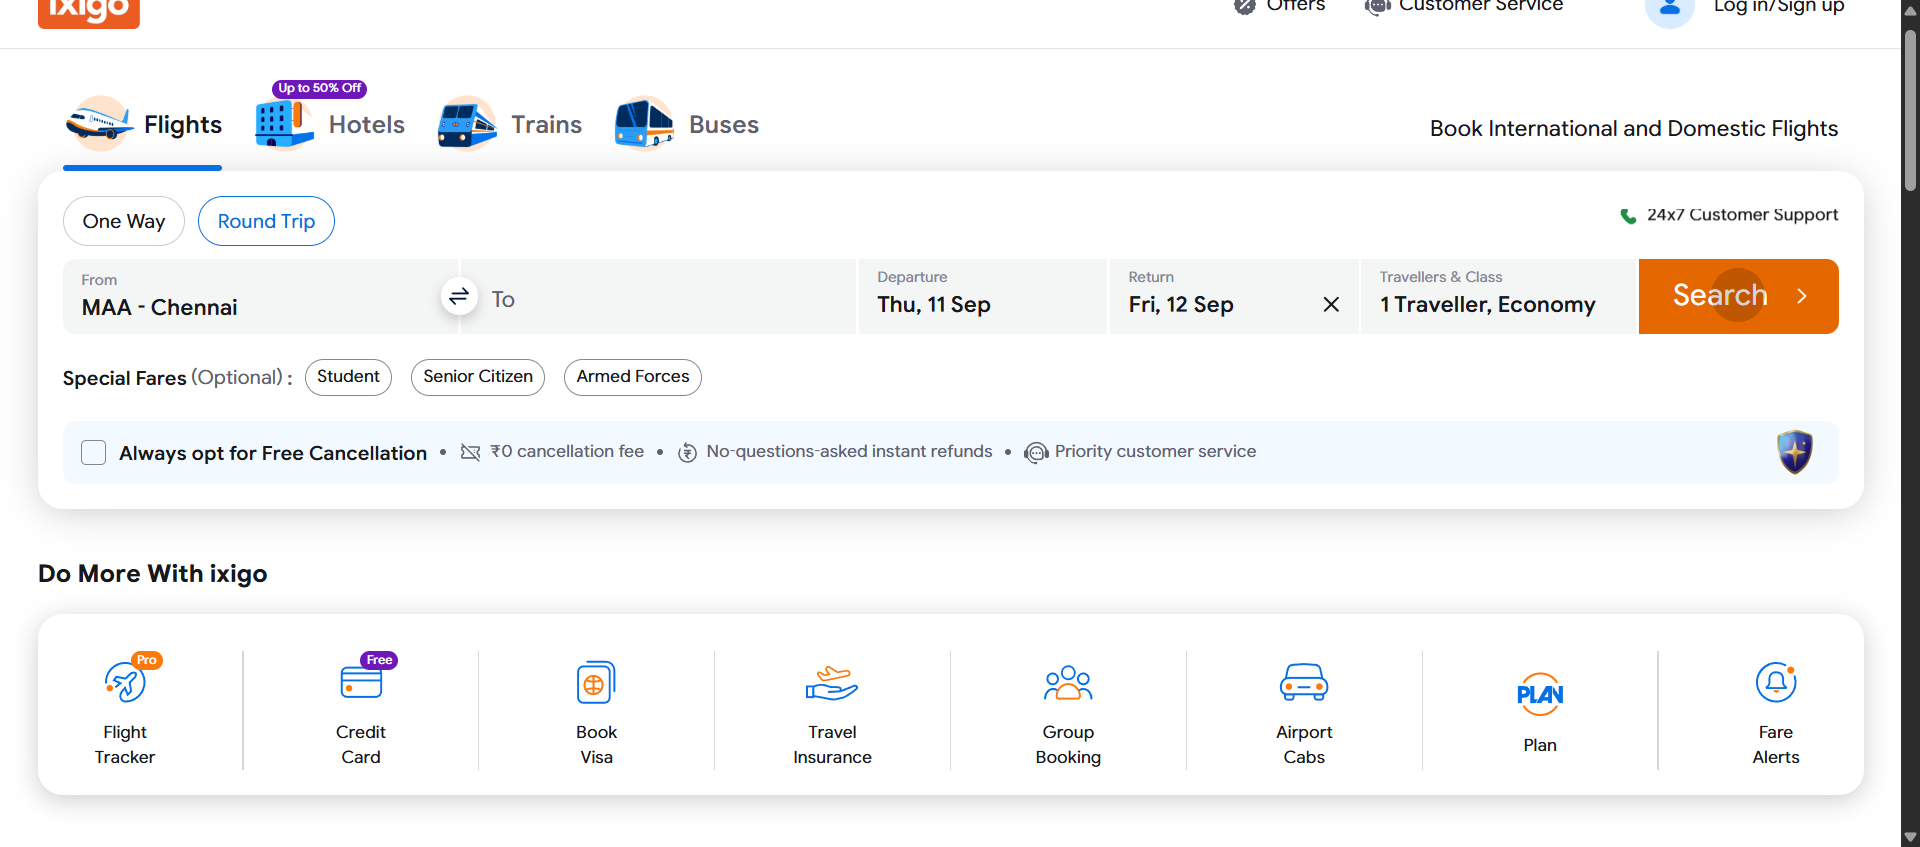 ixigo
Offers
Customer Service
Log in/Sign up
Up to 50% Off
Flights
Hotels
Trains
Buses
Book International and Domestic Flights
One Way
Round Trip
24x7 Customer Support
From
MAA - Chennai
To
Departure
Thu, 11 Sep
Return
Fri, 12 Sep
Travellers & Class
1 Traveller, Economy
Search
Special Fares (Optional) :
Student
Senior Citizen
Armed Forces
Always opt for Free Cancellation • ₹0 cancellation fee • No-questions-asked instant refunds • Priority customer service
Do More With ixigo
Pro
Flight
Tracker
Free
Credit
Card
Book
Visa
Travel
Insurance
Group
Booking
Airport
Cabs
PLAN
Plan
Fare
Alerts